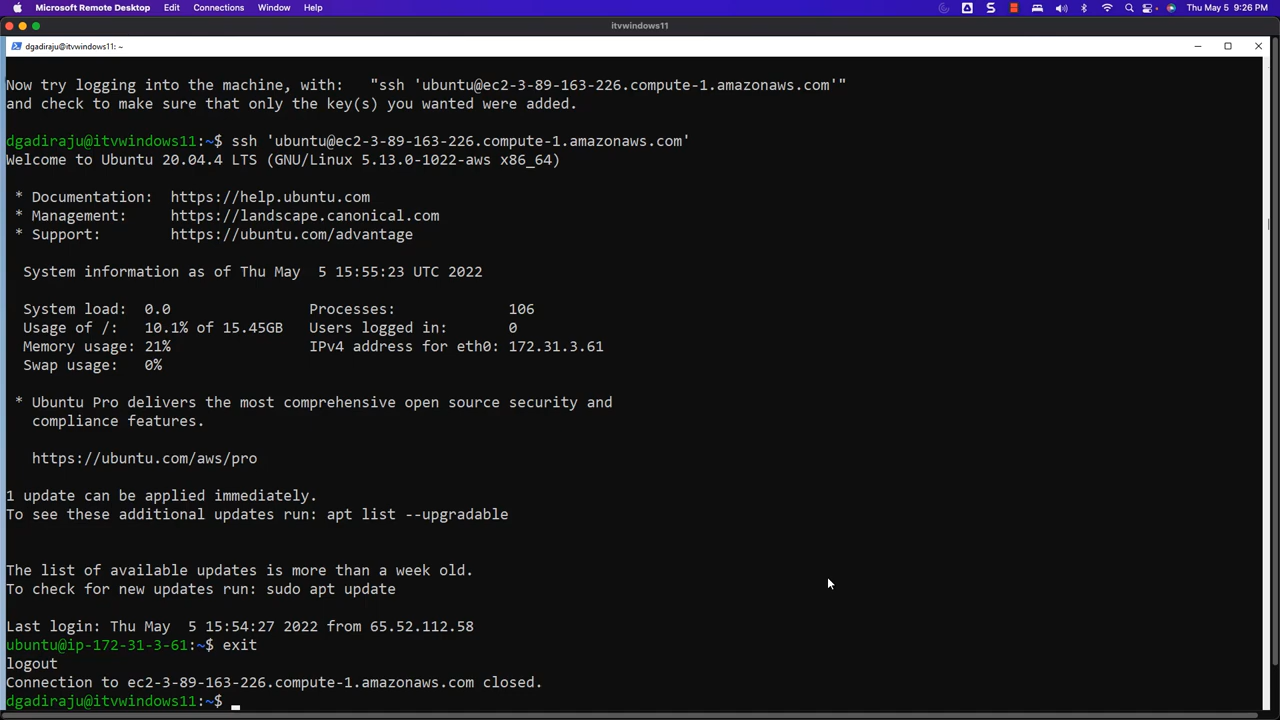 Microsoft Remote Desktop Edit Connections Window Help Thu May 5 9:26 PM
itvwindows11
dgadiraju@itvwindows11: ~
Now try logging into the machine, with:   "ssh 'ubuntu@ec2-3-89-163-226.compute-1.amazonaws.com'"
and check to make sure that only the key(s) you wanted were added.
dgadiraju@itvwindows11:~$ ssh 'ubuntu@ec2-3-89-163-226.compute-1.amazonaws.com'
Welcome to Ubuntu 20.04.4 LTS (GNU/Linux 5.13.0-1022-aws x86_64)
* Documentation:  https://help.ubuntu.com
* Management:     https://landscape.canonical.com
* Support:        https://ubuntu.com/advantage
System information as of Thu May  5 15:55:23 UTC 2022
System load:  0.0               Processes:             106
Usage of /:   10.1% of 15.45GB   Users logged in:       0
Memory usage: 21%                IPv4 address for eth0: 172.31.3.61
Swap usage:   0%
* Ubuntu Pro delivers the most comprehensive open source security and
compliance features.
https://ubuntu.com/aws/pro
1 update can be applied immediately.
To see these additional updates run: apt list --upgradable
The list of available updates is more than a week old.
To check for new updates run: sudo apt update
Last login: Thu May  5 15:54:27 2022 from 65.52.112.58
ubuntu@ip-172-31-3-61:~$ exit
logout
Connection to ec2-3-89-163-226.compute-1.amazonaws.com closed.
dgadiraju@itvwindows11:~$